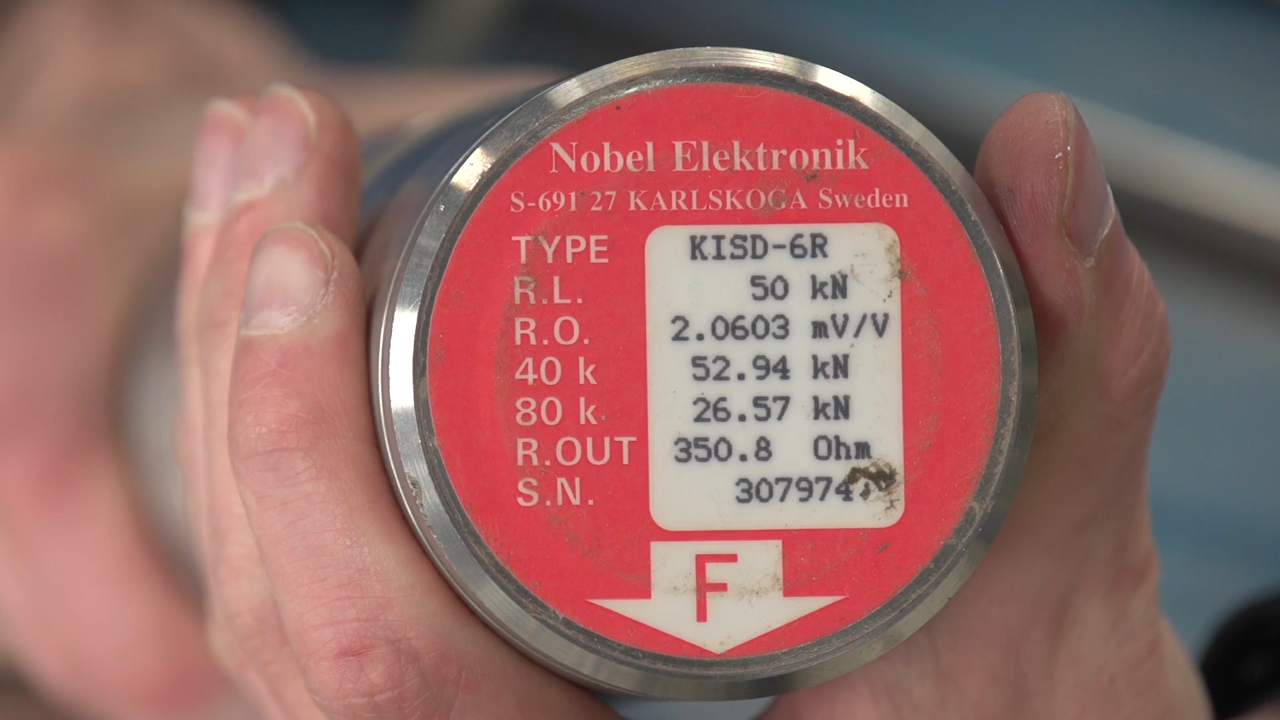 Nobel Elektronik
S-691 27 KARLSKOGA Sweden
TYPE KISD-6R
R.L. 50 kN
R.O. 2.0603 mV/V
40 k 52.94 kN
80 k 26.57 kN
R.OUT 350.8 Ohm
S.N. 307974
F